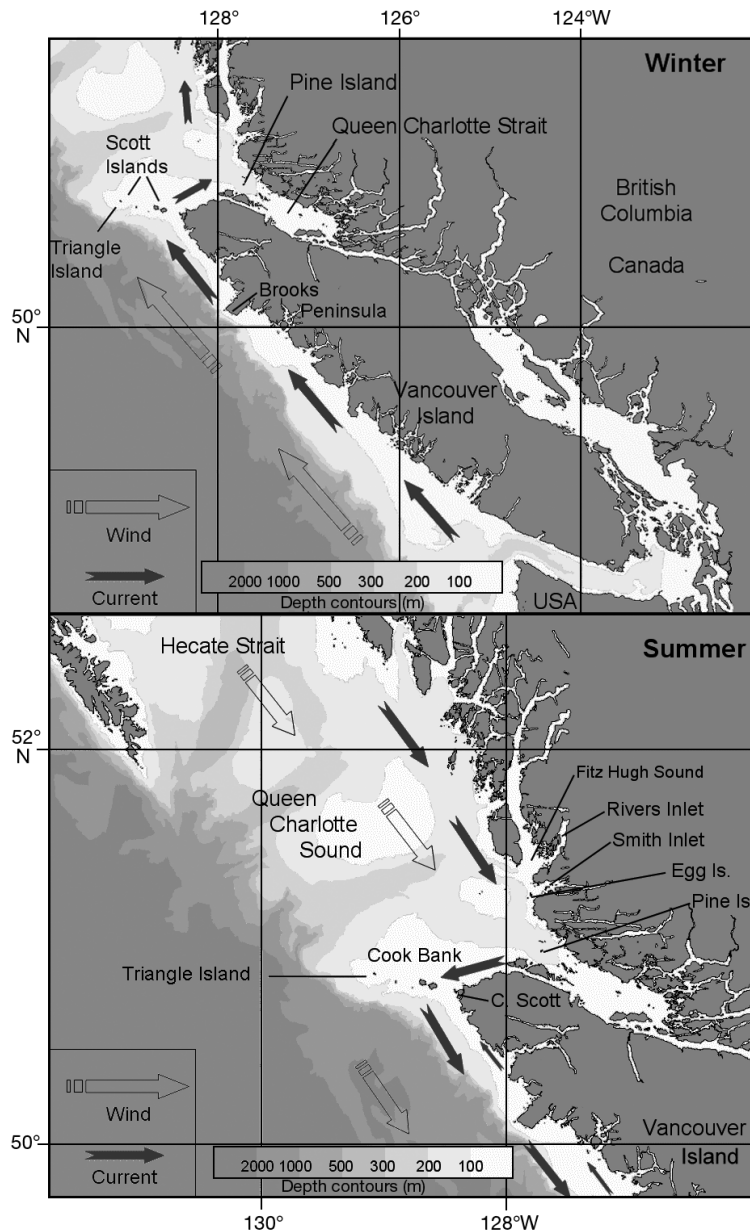 128°
126°
124°W
Winter
Pine Island
Queen Charlotte Strait
Scott
Islands
British
Columbia
Triangle
Island
Canada
Brooks
Peninsula
50°
N
Vancouver
Island
Wind
2000 1000 500 300 200 100
Current
Depth contours (m)
USA
Hecate Strait
Summer
52°
N
Fitz Hugh Sound
Queen
Charlotte
Sound
Rivers Inlet
Smith Inlet
Egg Is.
Pine Is
Cook Bank
Triangle Island
C. Scott
Wind
Vancouver
Island
50°
Current
2000 1000 500 300 200 100
Depth contours (m)
130°
128°W